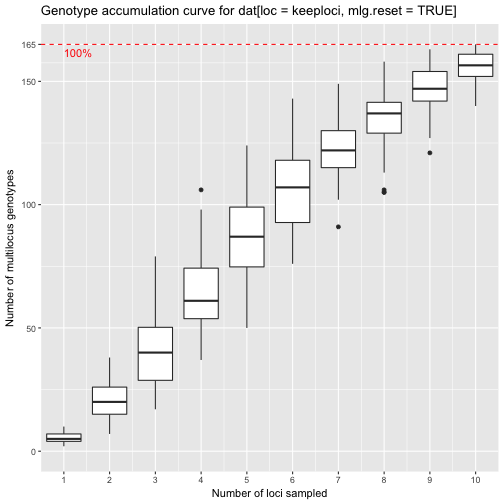 Genotype accumulation curve for dat[loc = keeploci, mlg.reset = TRUE]
165
100%
150
100
50
0
Number of multilocus genotypes
1 2 3 4 5 6 7 8 9 10
Number of loci sampled